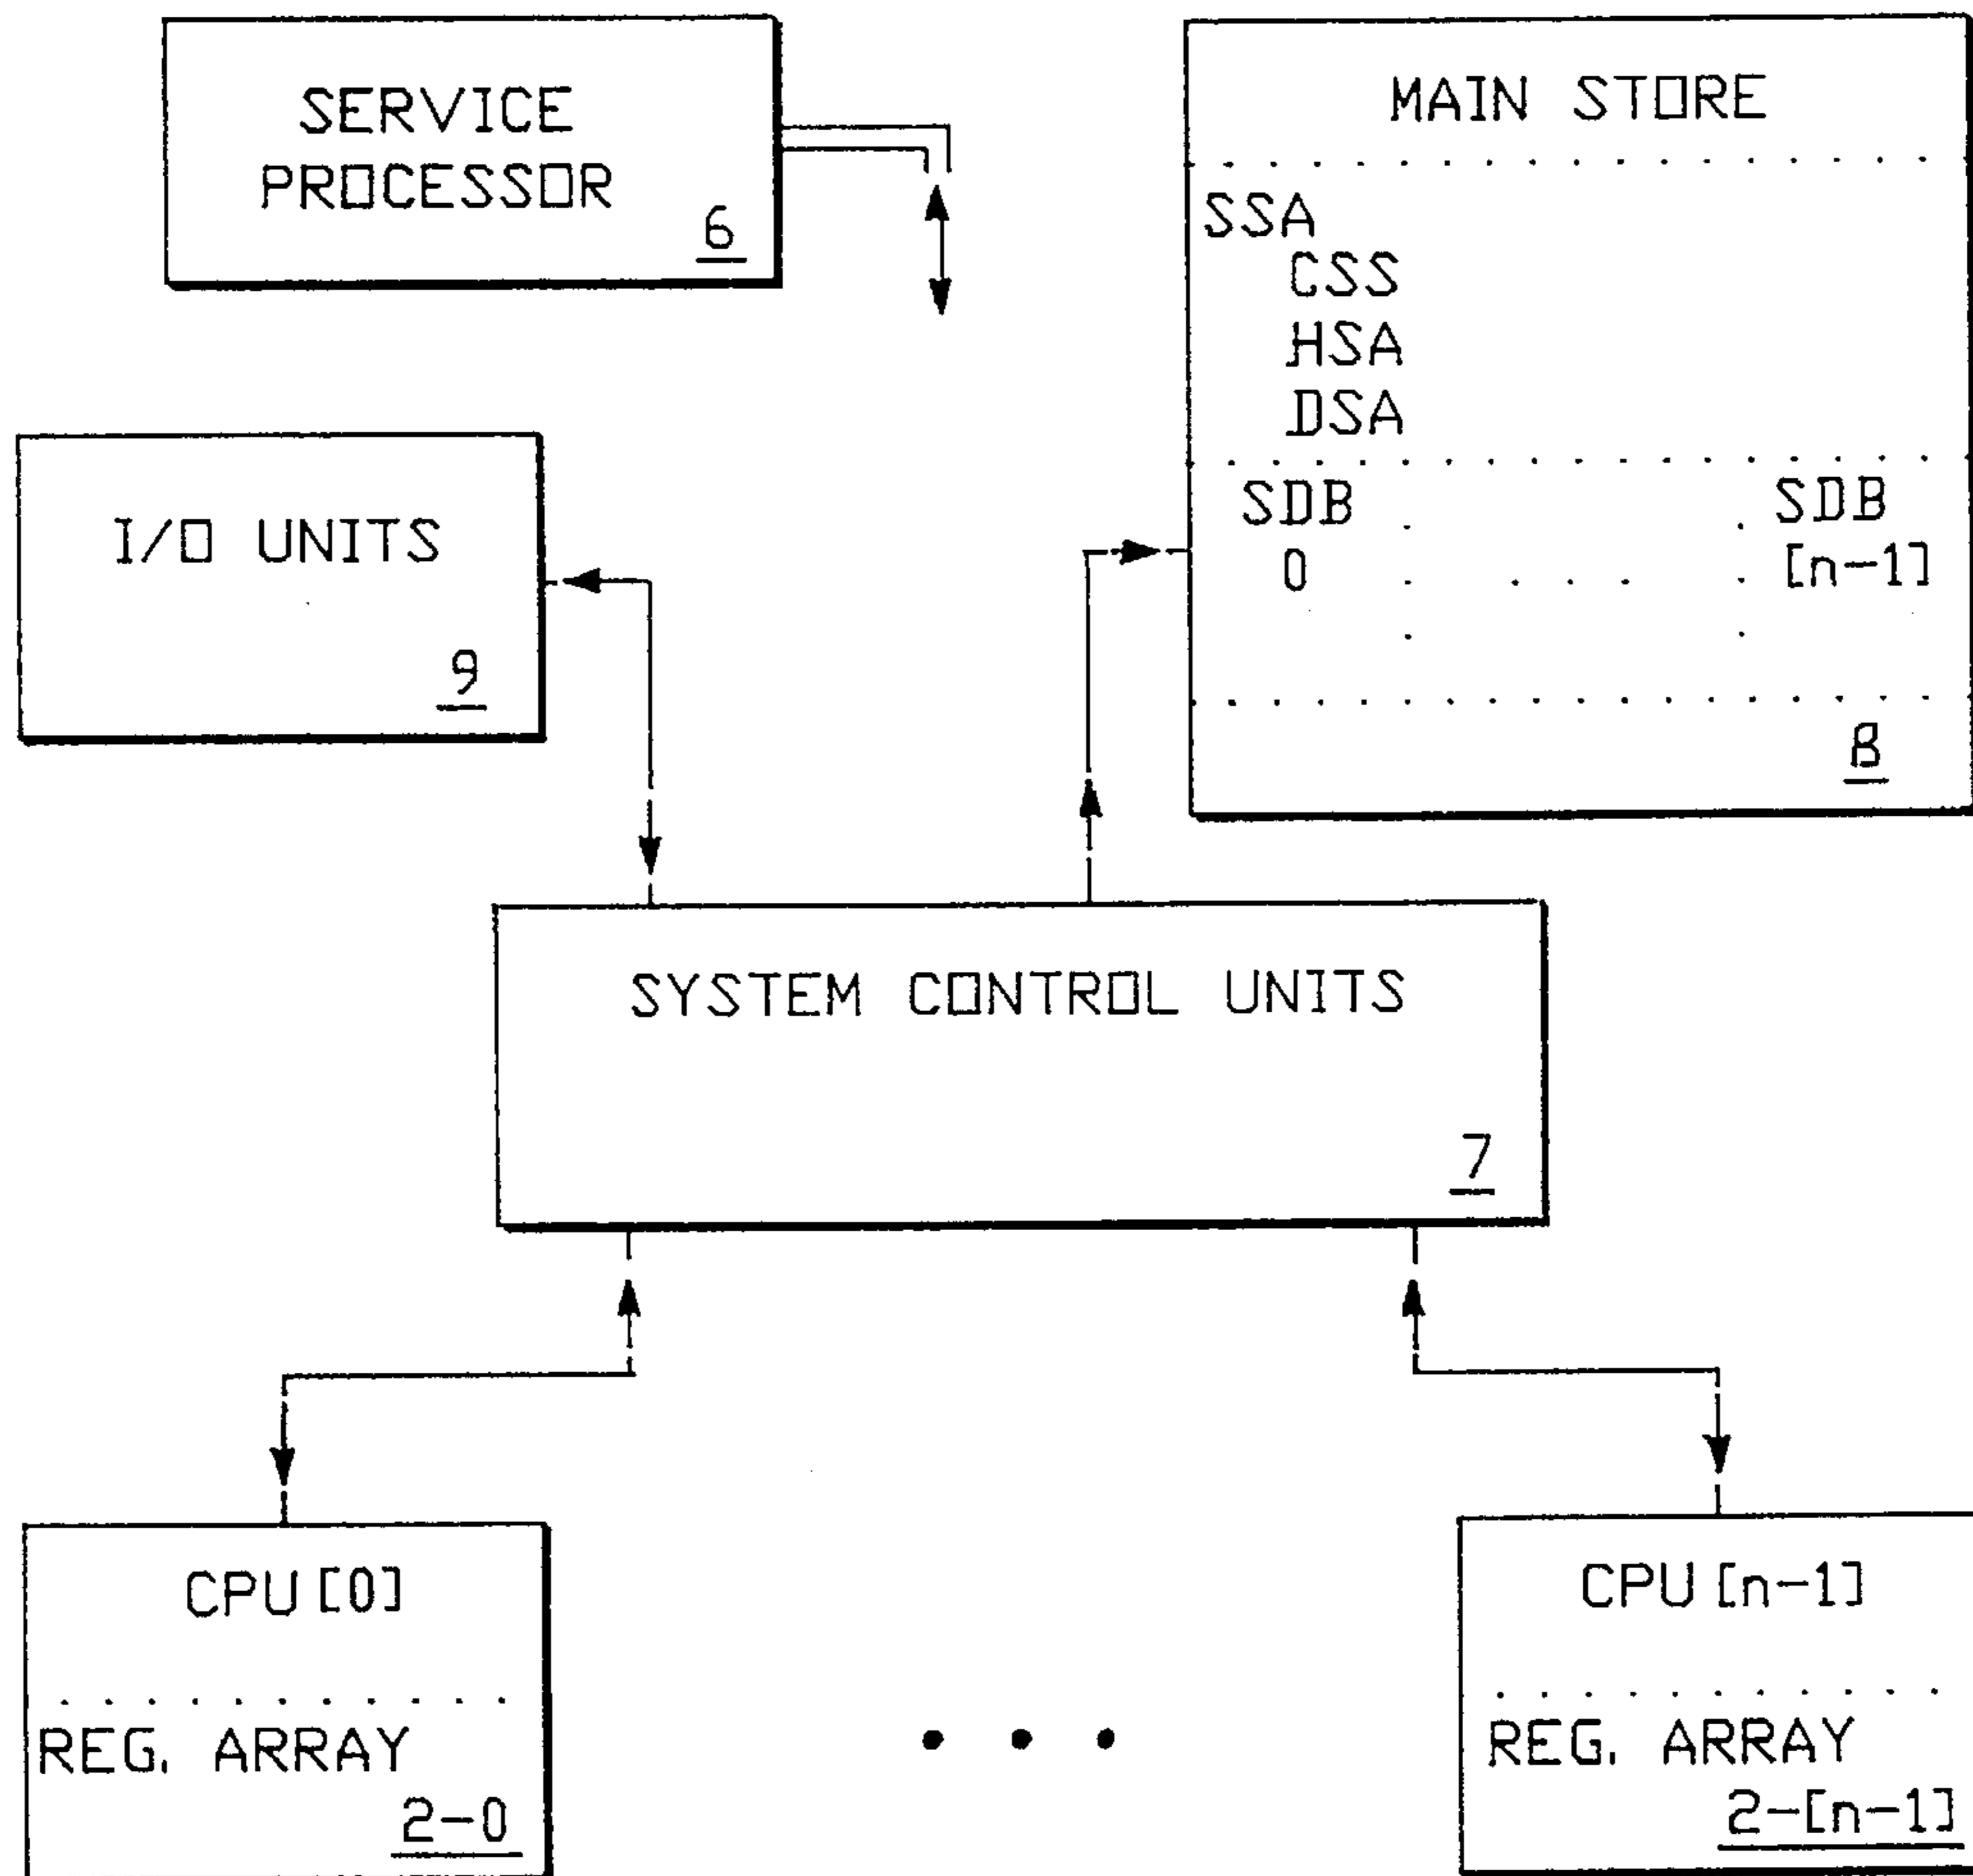 SERVICE
PROCESSOR
6
MAIN STORE
SSA
CSS
HSA
DSA
SDB SDB
0 [n-1]
8
I/O UNITS
9
SYSTEM CONTROL UNITS
7
CPU[0]
REG. ARRAY
2-0
CPU[n-1]
REG. ARRAY
2-[n-1]